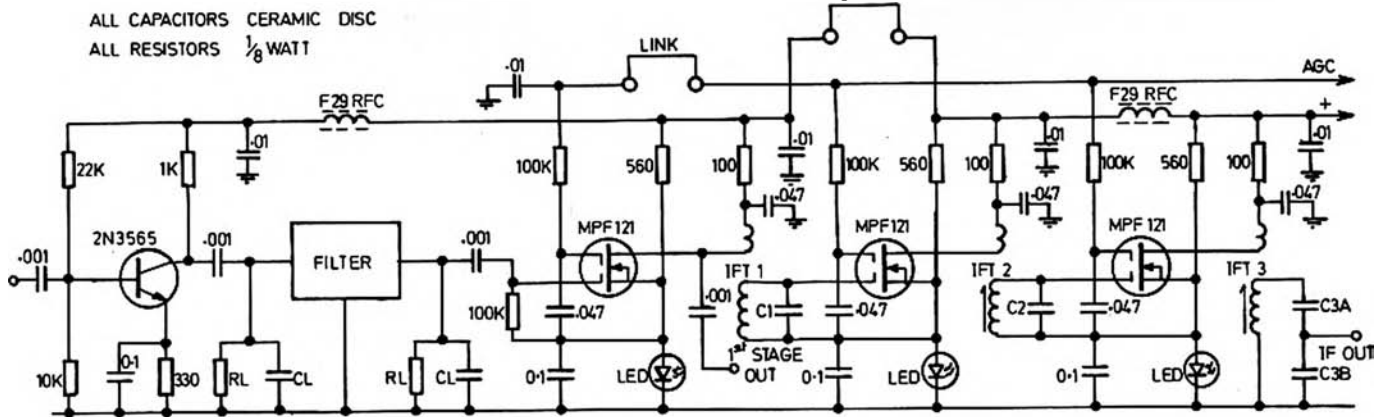 ALL CAPACITORS CERAMIC DISC
ALL RESISTORS 1/8 WATT
LINK
AGC
+
.01
F29 RFC
F29 RFC
.01
.01
.01
.01
22K
1K
100K
560
100
100K
560
100
100K
560
100
.047
.047
.047
2N3565
MPF121
MPF121
MPF121
.001
.001
FILTER
.001
IFT 1
IFT 2
IFT 3
100K
.047
.001
C1
.047
C2
.047
C3A
1st STAGE
OUT
IF OUT
10K
0.1
330
RL
CL
RL
CL
0.1
LED
0.1
LED
0.1
LED
C3B